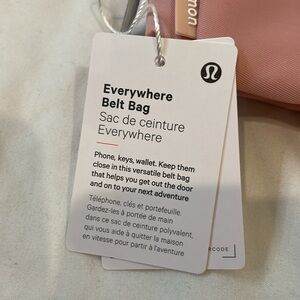 Everywhere
Belt Bag
Sac de ceinture
Everywhere
Phone, keys, wallet. Keep them
close in this versatile belt bag
that helps you get out the door
and on to your next adventure
Téléphone, clés et portefeuille.
Gardez-les à portée de main
dans ce sac de ceinture polyvalent,
qui vous aide à quitter la maison
en vitesse pour partir à l'aventure